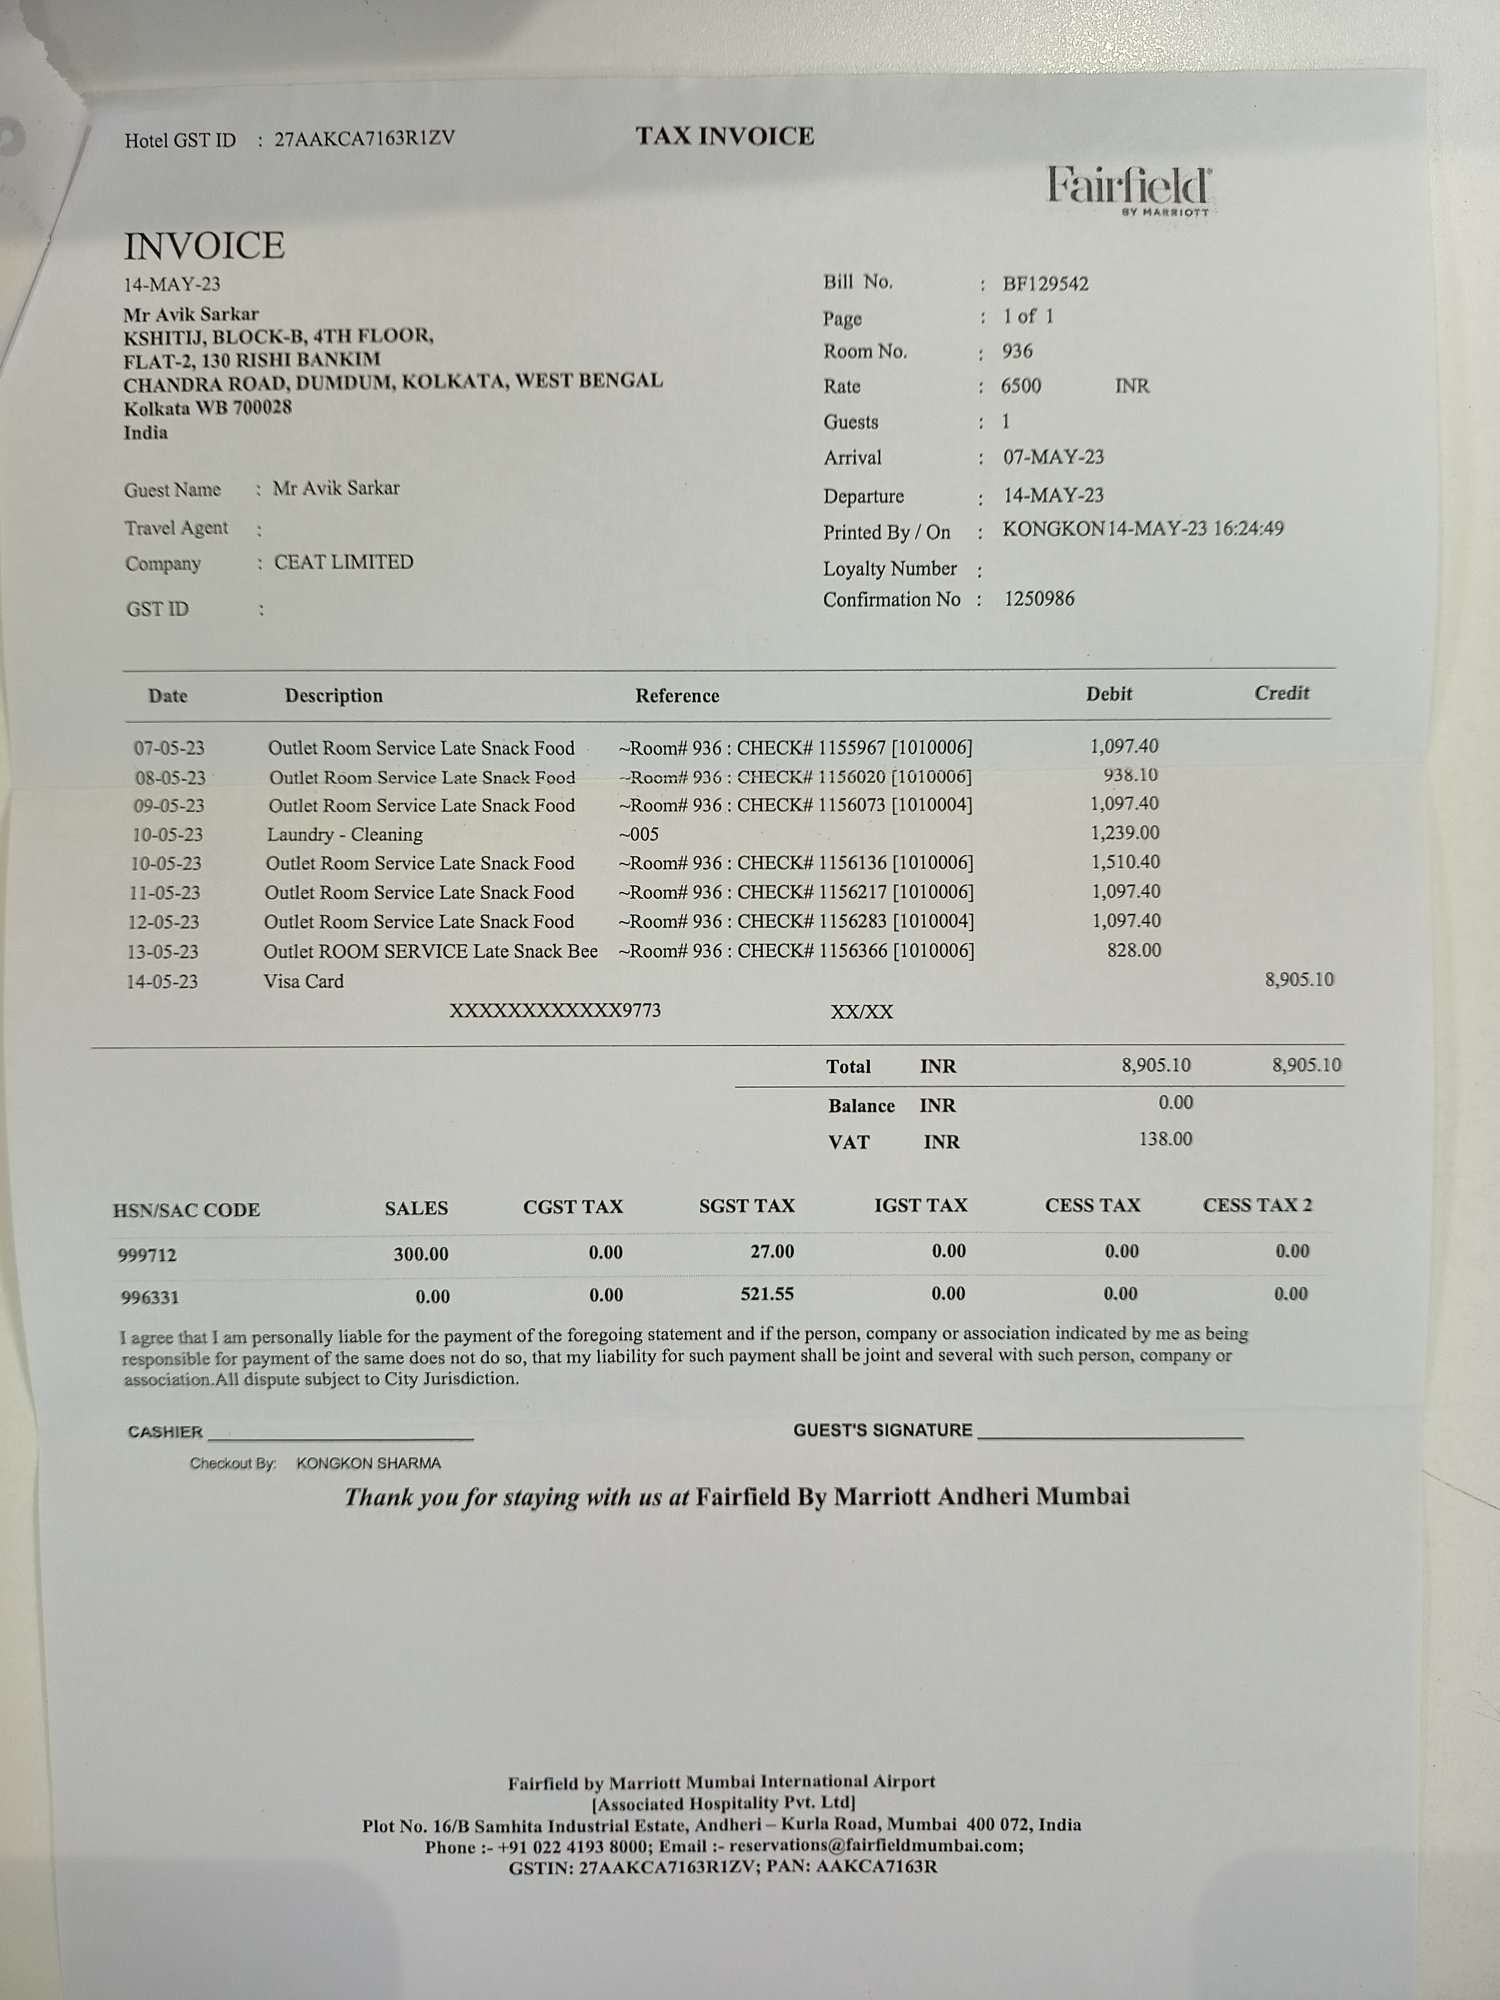 Hotel GST ID : 27AAKCA7163R1ZV
TAX INVOICE
Fairfield
BY MARRIOTT
INVOICE
14-MAY-23
Mr Avik Sarkar
KSHITIJ, BLOCK-B, 4TH FLOOR,
FLAT-2, 130 RISHI BANKIM
CHANDRA ROAD, DUMDUM, KOLKATA, WEST BENGAL
Kolkata WB 700028
India
Guest Name : Mr Avik Sarkar
Travel Agent :
Company : CEAT LIMITED
GST ID :
Bill No. : BF129542
Page : 1 of 1
Room No. : 936
Rate : 6500 INR
Guests : 1
Arrival : 07-MAY-23
Departure : 14-MAY-23
Printed By / On : KONGKON 14-MAY-23 16:24:49
Loyalty Number :
Confirmation No : 1250986
Date Description Reference Debit Credit
07-05-23 Outlet Room Service Late Snack Food ~Room# 936 : CHECK# 1155967 [1010006] 1,097.40
08-05-23 Outlet Room Service Late Snack Food ~Room# 936 : CHECK# 1156020 [1010006] 938.10
09-05-23 Outlet Room Service Late Snack Food ~Room# 936 : CHECK# 1156073 [1010004] 1,097.40
10-05-23 Laundry - Cleaning ~005 1,239.00
10-05-23 Outlet Room Service Late Snack Food ~Room# 936 : CHECK# 1156136 [1010006] 1,510.40
11-05-23 Outlet Room Service Late Snack Food ~Room# 936 : CHECK# 1156217 [1010006] 1,097.40
12-05-23 Outlet Room Service Late Snack Food ~Room# 936 : CHECK# 1156283 [1010004] 1,097.40
13-05-23 Outlet ROOM SERVICE Late Snack Bee ~Room# 936 : CHECK# 1156366 [1010006] 828.00
14-05-23 Visa Card 8,905.10
XXXXXXXXXXXX9773 XX/XX
Total INR 8,905.10 8,905.10
Balance INR 0.00
VAT INR 138.00
HSN/SAC CODE SALES CGST TAX SGST TAX IGST TAX CESS TAX CESS TAX 2
999712 300.00 0.00 27.00 0.00 0.00 0.00
996331 0.00 0.00 521.55 0.00 0.00 0.00
I agree that I am personally liable for the payment of the foregoing statement and if the person, company or association indicated by me as being
responsible for payment of the same does not do so, that my liability for such payment shall be joint and several with such person, company or
association.All dispute subject to City Jurisdiction.
CASHIER GUEST'S SIGNATURE
Checkout By: KONGKON SHARMA
Thank you for staying with us at Fairfield By Marriott Andheri Mumbai
Fairfield by Marriott Mumbai International Airport
[Associated Hospitality Pvt. Ltd]
Plot No. 16/B Samhita Industrial Estate, Andheri – Kurla Road, Mumbai 400 072, India
Phone :- +91 022 4193 8000; Email :- reservations@fairfieldmumbai.com;
GSTIN: 27AAKCA7163R1ZV; PAN: AAKCA7163R